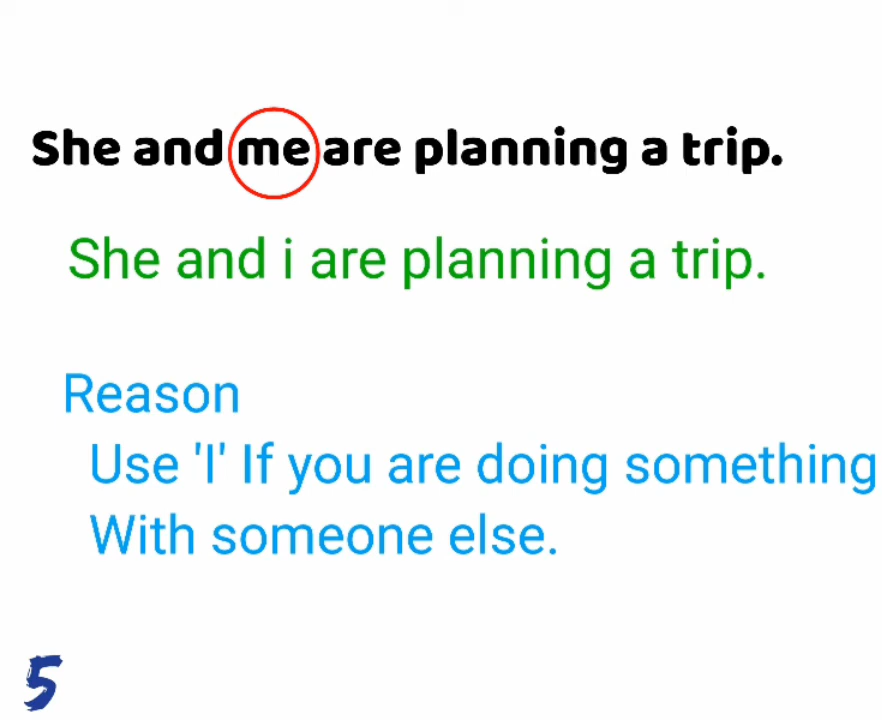 She and me are planning a trip.
She and i are planning a trip.
Reason
Use 'I' If you are doing something
With someone else.
5